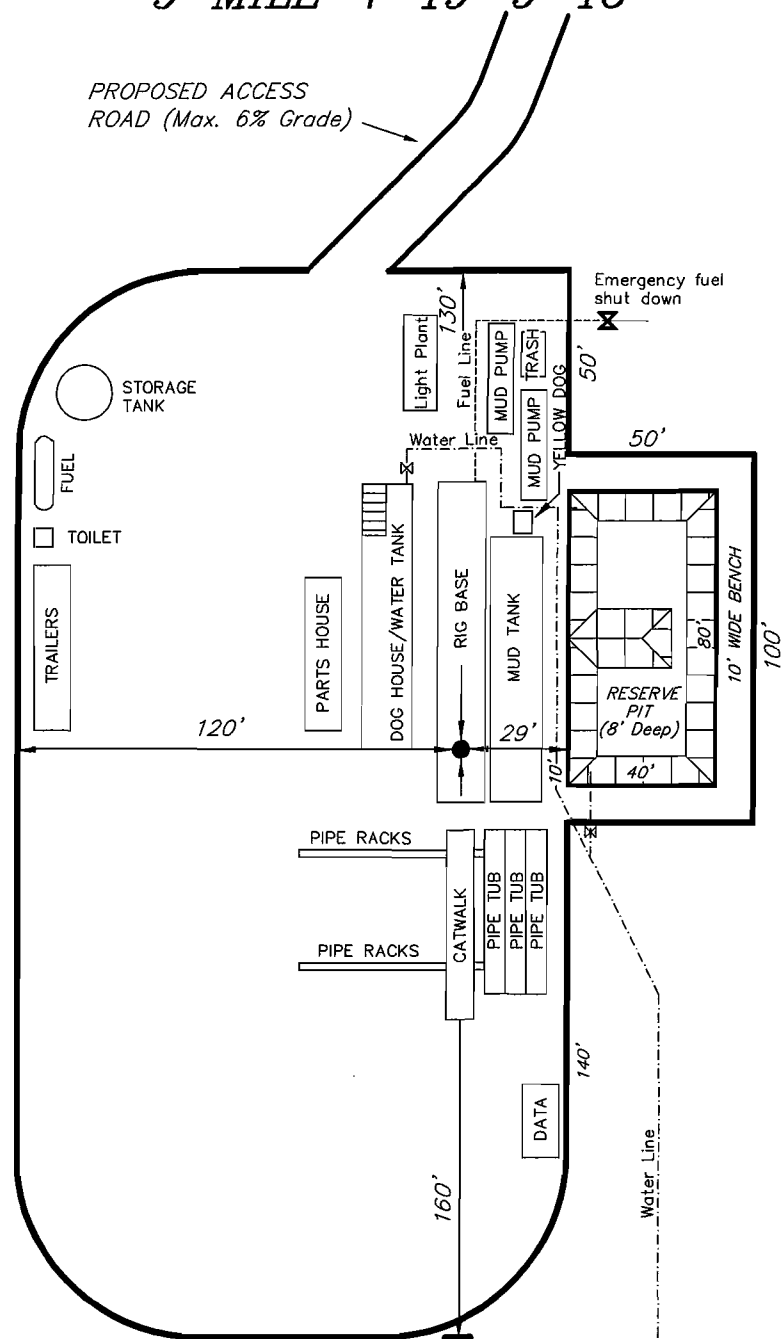 PROPOSED ACCESS
ROAD (Max. 6% Grade)
Emergency fuel
shut down
130'
Light Plant
Fuel Line
MUD PUMP
TRASH
50'
MUD PUMP
YELLOW DOG
50'
STORAGE
TANK
Water Line
FUEL
TOILET
TRAILERS
PARTS HOUSE
DOG HOUSE/WATER TANK
RIG BASE
MUD TANK
80'
10' WIDE BENCH
100'
RESERVE
PIT
(8' Deep)
120'
29'
10'
40'
PIPE RACKS
CATWALK
PIPE TUB
PIPE TUB
PIPE TUB
PIPE RACKS
140'
DATA
160'
Water Line